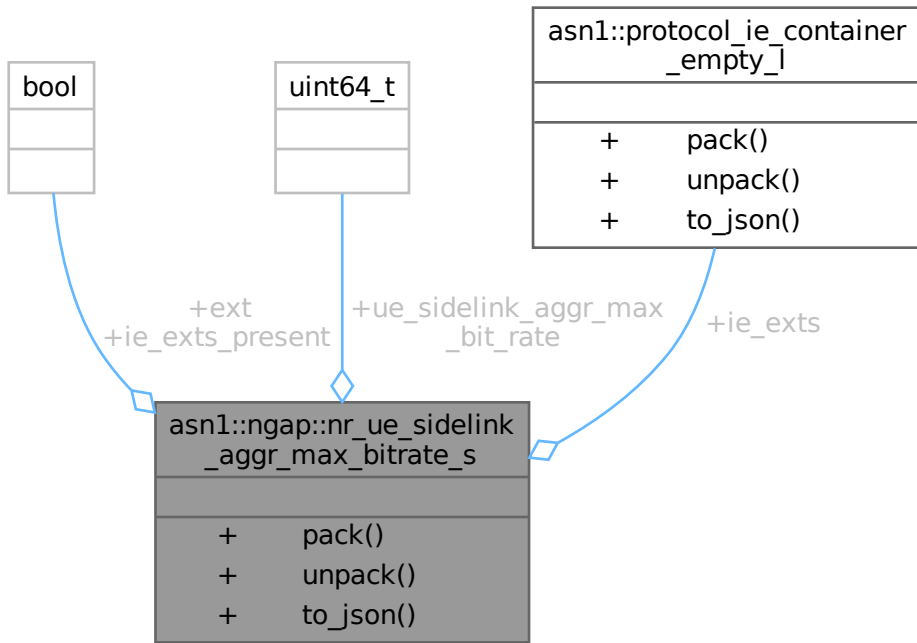 asn1::protocol_ie_container
_empty_l
+ pack()
+ unpack()
+ to_json()
bool
uint64_t
+ext
+ie_exts_present
+ue_sidelink_aggr_max
_bit_rate
+ie_exts
asn1::ngap::nr_ue_sidelink
_aggr_max_bitrate_s
+ pack()
+ unpack()
+ to_json()